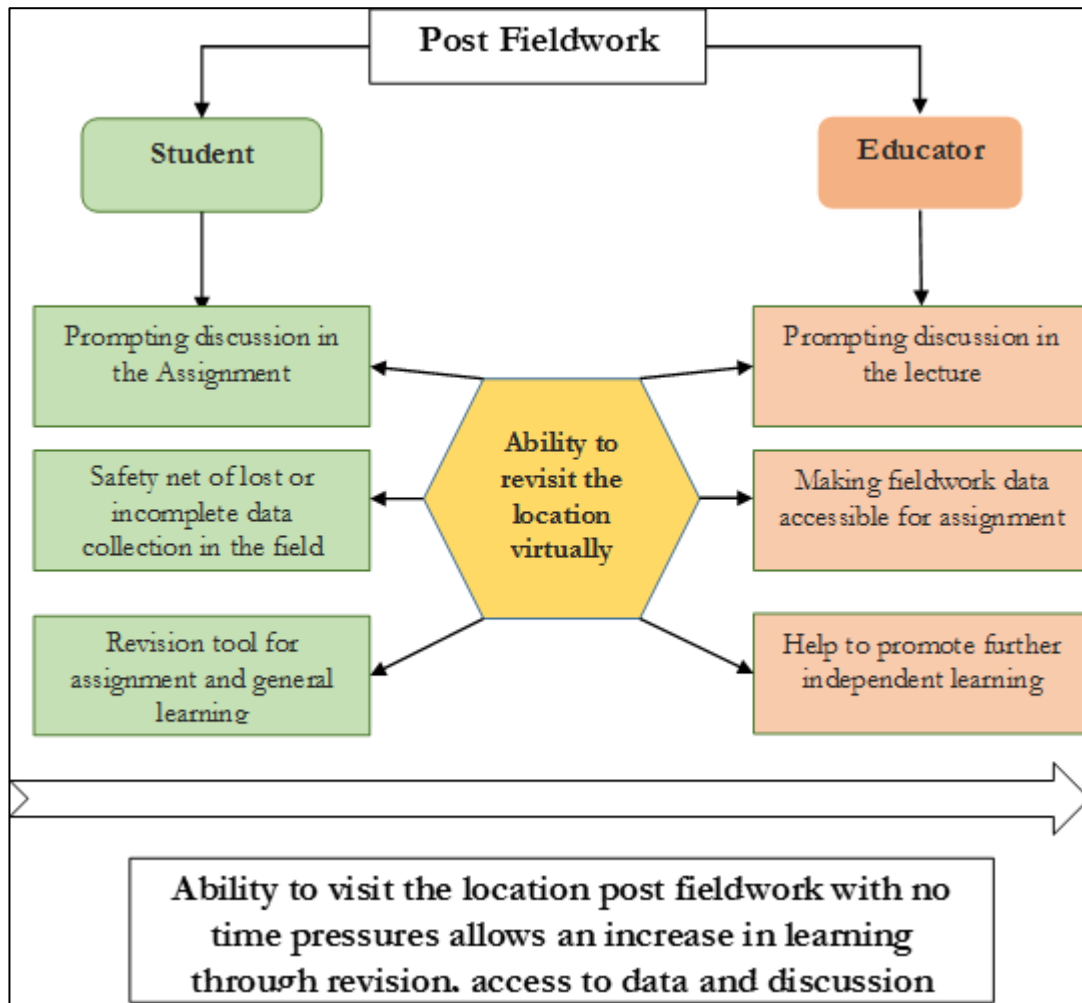 Post Fieldwork
Student
Educator
Prompting discussion in
the Assignment
Prompting discussion in
the lecture
Ability to
revisit the
location
virtually
Safety net of lost or
incomplete data
collection in the field
Making fieldwork data
accessible for assignment
Revision tool for
assignment and general
learning
Help to promote further
independent learning
Ability to visit the location post fieldwork with no
time pressures allows an increase in learning
through revision, access to data and discussion